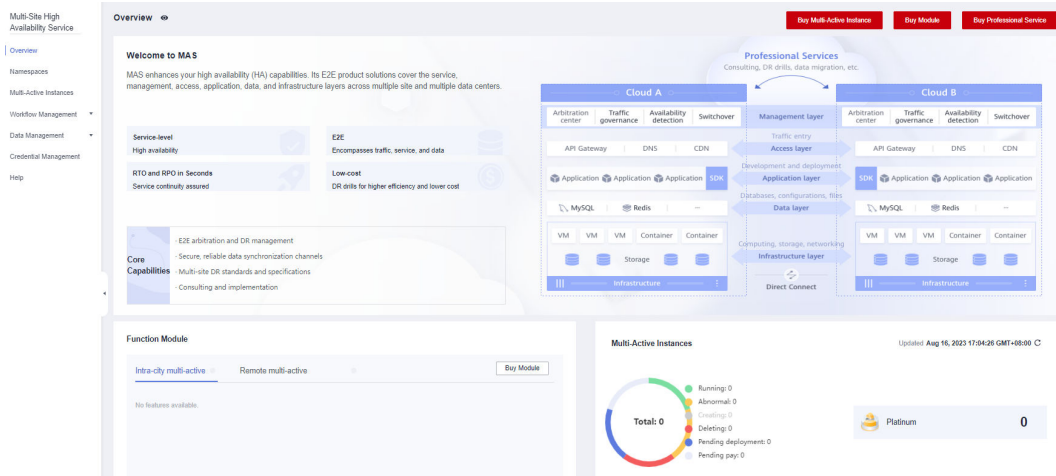 Multi-Site High
Availability Service
Overview
Namespaces
Multi-Active Instances
Workflow Management
Data Management
Credential Management
Help
Overview
Buy Multi-Active Instance
Buy Module
Buy Professional Service
Welcome to MAS
MAS enhances your high availability (HA) capabilities. Its E2E product solutions cover the service,
management, access, application, data, and infrastructure layers across multiple site and multiple data centers.
Service-level
High availability
E2E
Encompasses traffic, service, and data
RTO and RPO in Seconds
Service continuity assured
Low-cost
DR drills for higher efficiency and lower cost
Core
Capabilities
· E2E arbitration and DR management
· Secure, reliable data synchronization channels
· Multi-site DR standards and specifications
· Consulting and implementation
Professional Services
Consulting, DR drills, data migration, etc.
Cloud A
Cloud B
Arbitration
center
Traffic
governance
Availability
detection
Switchover
Management layer
Arbitration
center
Traffic
governance
Availability
detection
Switchover
Traffic entry
API Gateway
DNS
CDN
Access layer
API Gateway
DNS
CDN
Development and deployment
Application
Application
Application
SDK
Application layer
SDK
Application
Application
Application
Databases, configurations, files
MySQL
Redis
...
Data layer
MySQL
Redis
...
VM
VM
VM
Container
Container
VM
VM
VM
Container
Container
Computing, storage, networking
Storage
Infrastructure layer
Storage
Infrastructure
Direct Connect
Infrastructure
Function Module
Intra-city multi-active
Remote multi-active
Buy Module
No features available.
Multi-Active Instances
Updated Aug 16, 2023 17:04:26 GMT+08:00
Total: 0
Running: 0
Abnormal: 0
Creating: 0
Deleting: 0
Pending deployment: 0
Pending pay: 0
Platinum
0